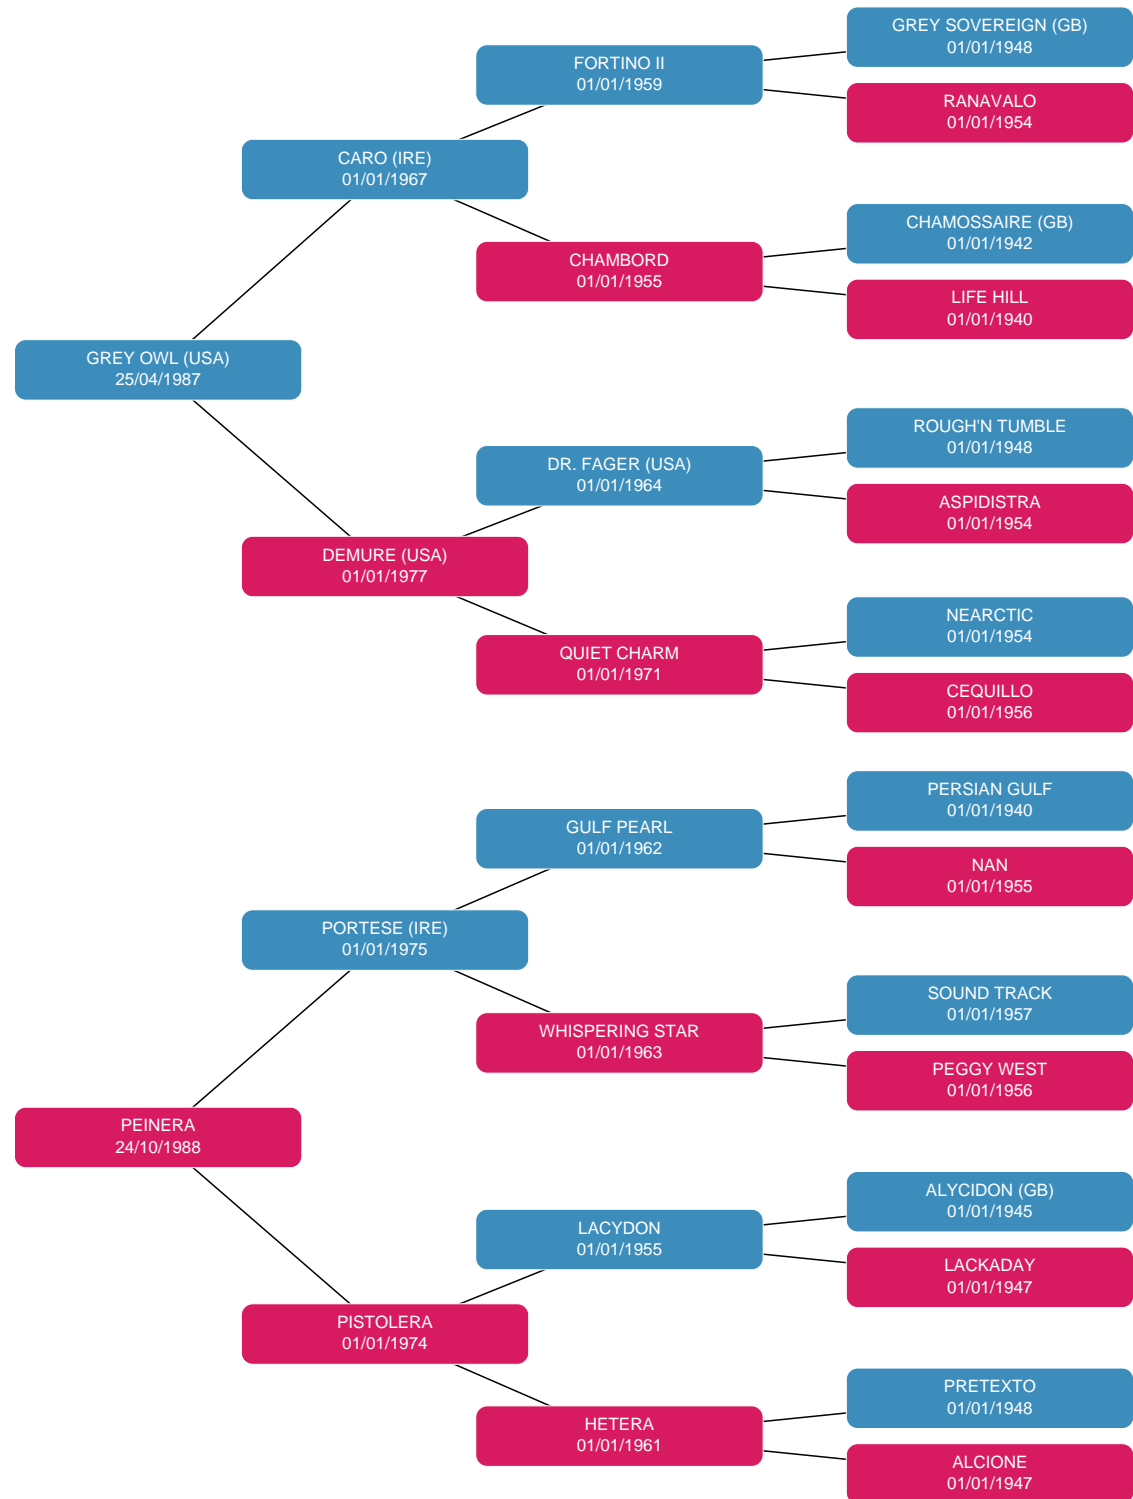 GREY SOVEREIGN (GB)
01/01/1948
FORTINO II
01/01/1959
RANAVALO
01/01/1954
CARO (IRE)
01/01/1967
CHAMOSSAIRE (GB)
01/01/1942
CHAMBORD
01/01/1955
LIFE HILL
01/01/1940
GREY OWL (USA)
25/04/1987
ROUGH'N TUMBLE
01/01/1948
DR. FAGER (USA)
01/01/1964
ASPIDISTRA
01/01/1954
DEMURE (USA)
01/01/1977
NEARCTIC
01/01/1954
QUIET CHARM
01/01/1971
CEQUILLO
01/01/1956
PERSIAN GULF
01/01/1940
GULF PEARL
01/01/1962
NAN
01/01/1955
PORTESE (IRE)
01/01/1975
SOUND TRACK
01/01/1957
WHISPERING STAR
01/01/1963
PEGGY WEST
01/01/1956
PEINERA
24/10/1988
ALYCIDON (GB)
01/01/1945
LACYDON
01/01/1955
LACKADAY
01/01/1947
PISTOLERA
01/01/1974
PRETEXTO
01/01/1948
HETERA
01/01/1961
ALCIONE
01/01/1947